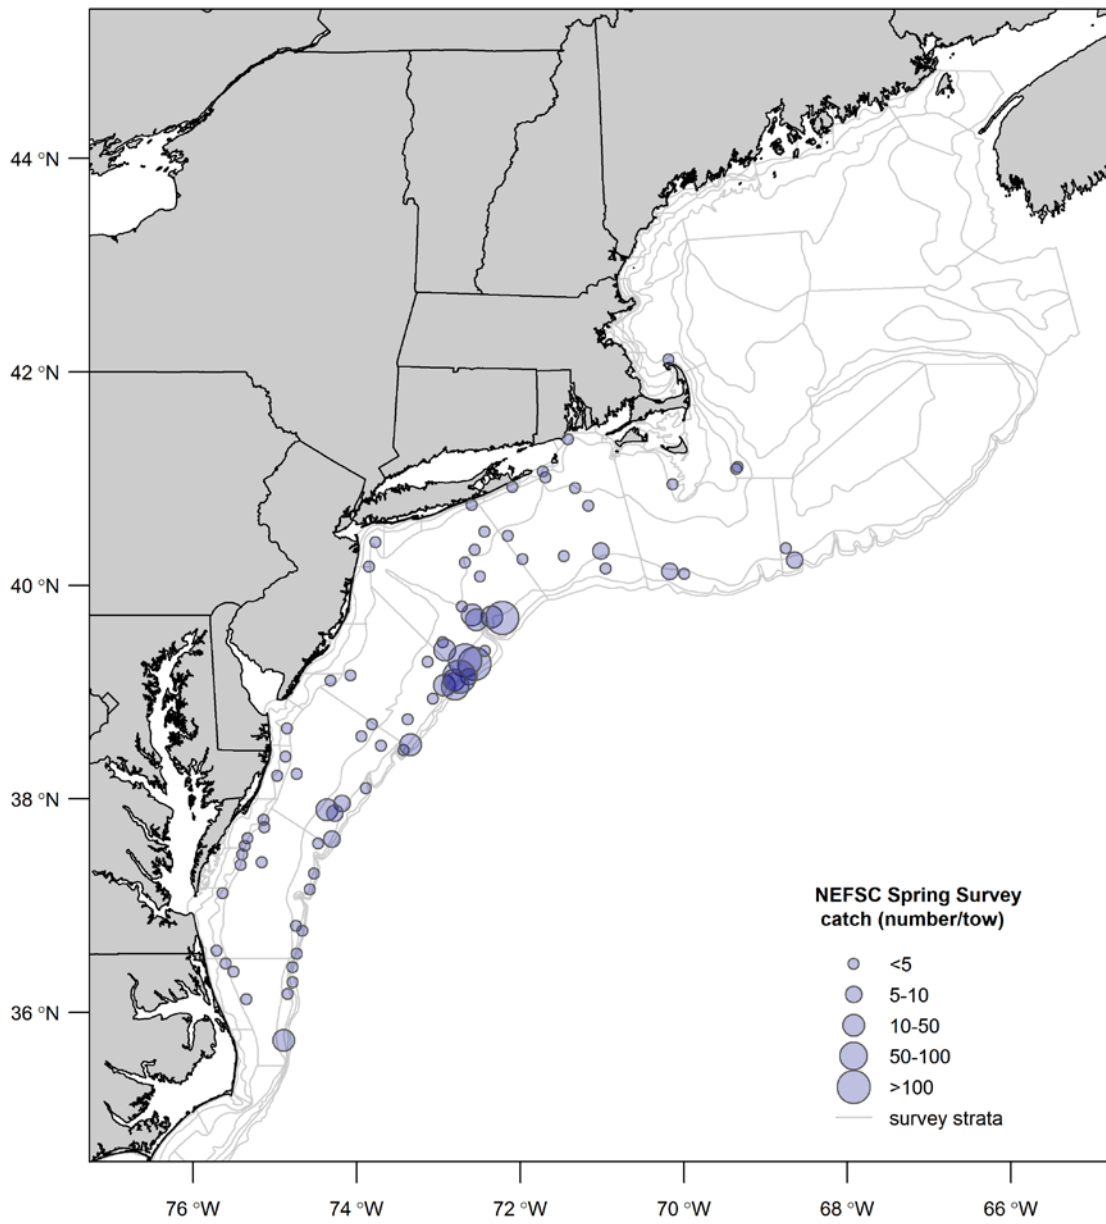 44 °N
42 °N
40 °N
38 °N
36 °N
NEFSC Spring Survey
catch (number/tow)
<5
5-10
10-50
50-100
>100
survey strata
76 °W
74 °W
72 °W
70 °W
68 °W
66 °W